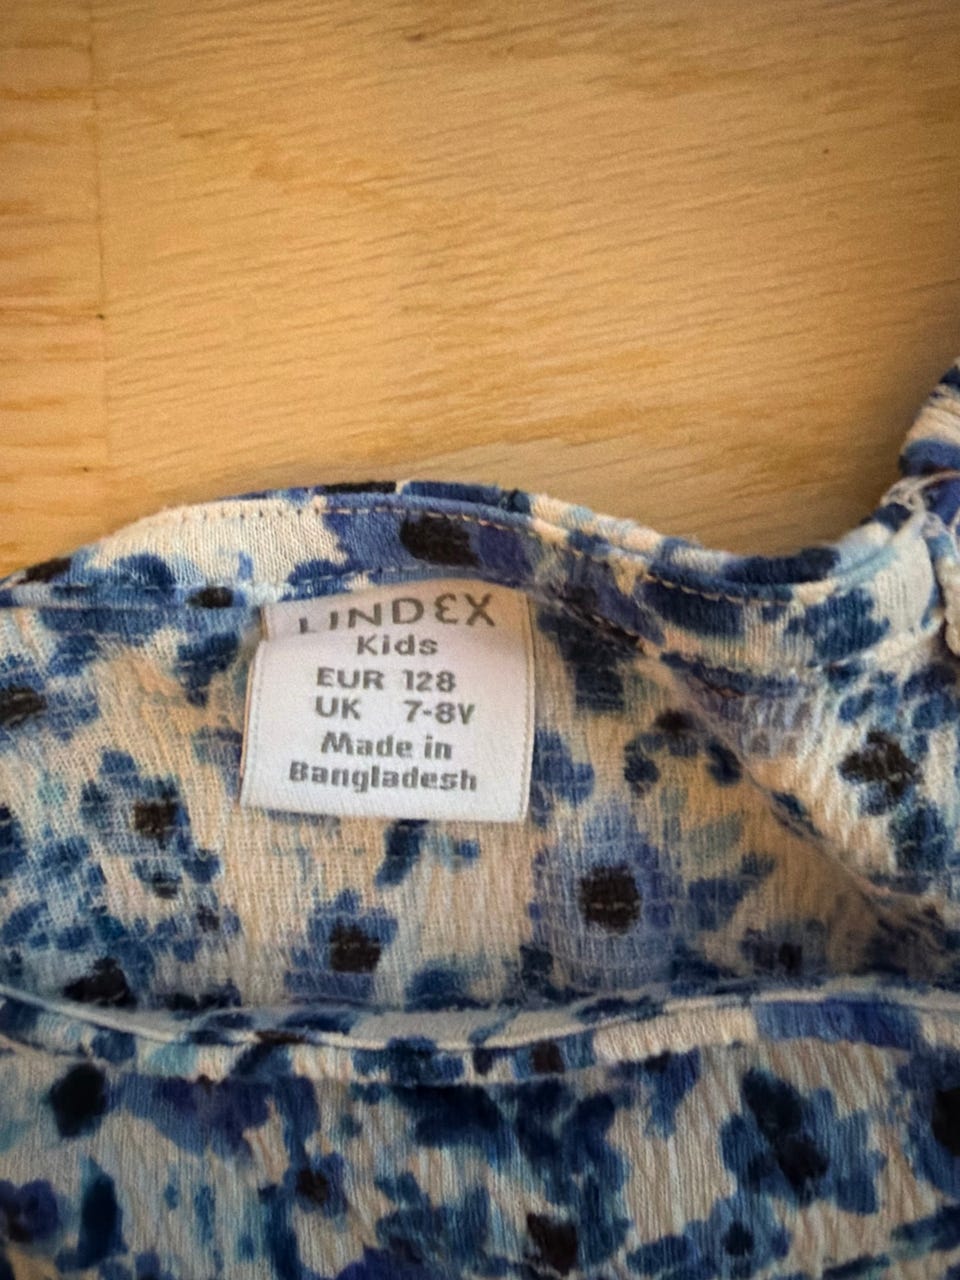 LINDEX
Kids
EUR 128
UK 7-8Y
Made in
Bangladesh